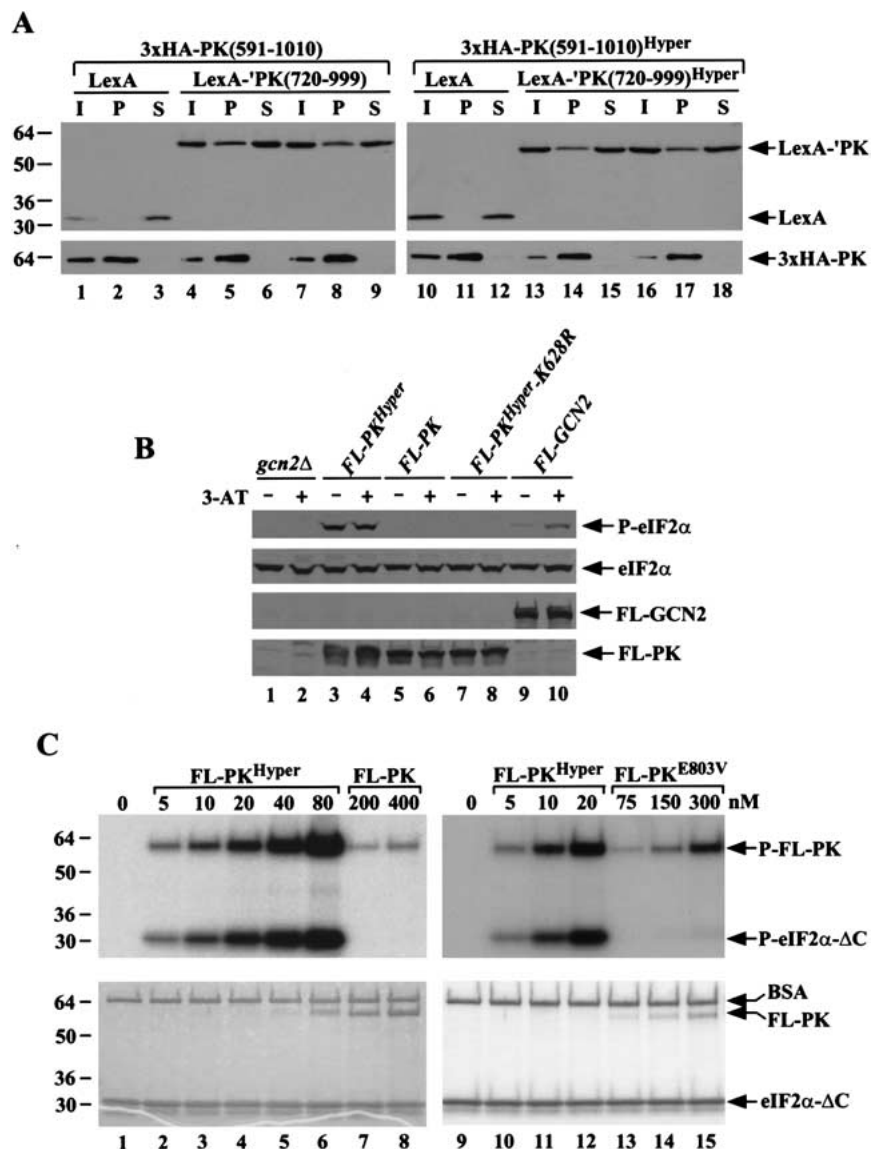 A
3xHA-PK(591-1010)
3xHA-PK(591-1010)Hyper
LexA
LexA-'PK(720-999)
LexA
LexA-'PK(720-999)Hyper
I P S I P S I P S
I P S I P S I P S
64
50
36
30
LexA-'PK
LexA
64
3xHA-PK
1 2 3 4 5 6 7 8 9
10 11 12 13 14 15 16 17 18
B
gcn2Δ
FL-PKHyper
FL-PK
FL-PKHyper-K628R
FL-GCN2
3-AT - + - + - + - + - +
P-eIF2α
eIF2α
FL-GCN2
FL-PK
1 2 3 4 5 6 7 8 9 10
C
FL-PKHyper
FL-PK
FL-PKHyper
FL-PKE803V
0 5 10 20 40 80 200 400
0 5 10 20 75 150 300 nM
64
50
36
30
P-FL-PK
P-eIF2α-ΔC
64
50
36
30
BSA
FL-PK
eIF2α-ΔC
1 2 3 4 5 6 7 8
9 10 11 12 13 14 15